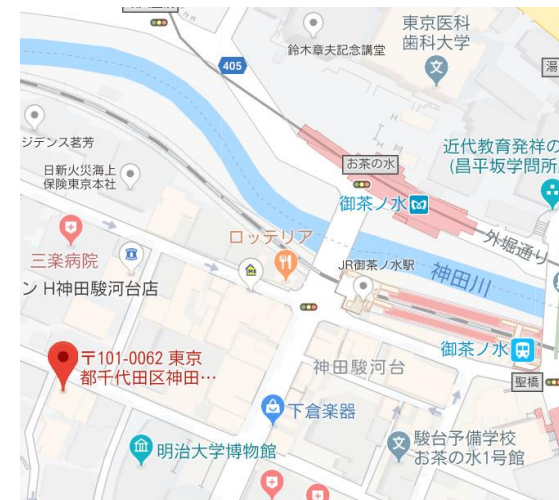 東京医科
歯科大学
鈴木章夫記念講堂
405
湯
ジデンス茗芳
日新火災海上
保険東京本社
お茶の水
近代教育発祥の
(昌平坂学問所
御茶ノ水
ロッテリア
三楽病院
外堀通り
JR御茶ノ水駅
神田川
ン H神田駿河台店
〒101-0062 東京
都千代田区神田…
御茶ノ水
神田駿河台
聖橋
下倉楽器
明治大学博物館
駿台予備学校
お茶の水1号館
文
文